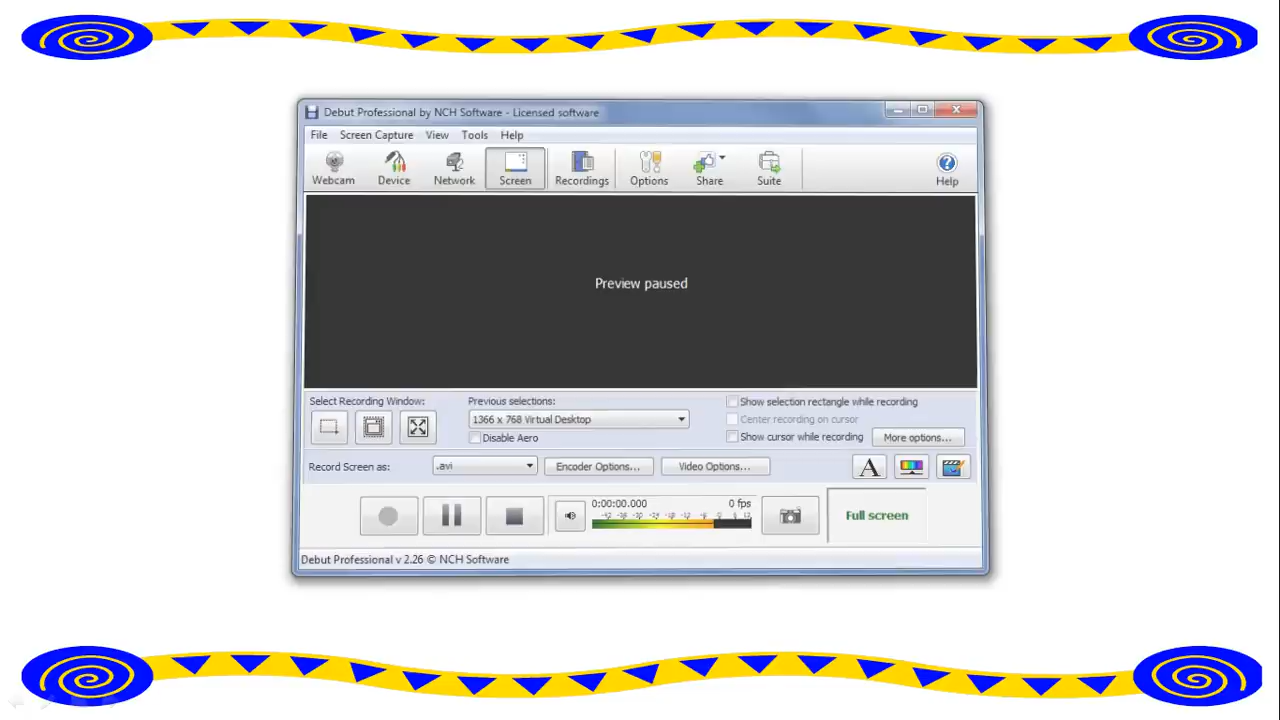 Debut Professional by NCH Software - Licensed software
File Screen Capture View Tools Help
Webcam Device Network Screen Recordings Options Share Suite Help
Preview paused
Select Recording Window: Previous selections: Show selection rectangle while recording
1366 x 768 Virtual Desktop Center recording on cursor
Disable Aero Show cursor while recording More options...
Record Screen as: .avi Encoder Options... Video Options... A
0:00:00.000 0 fps
Full screen
Debut Professional v 2.26 © NCH Software